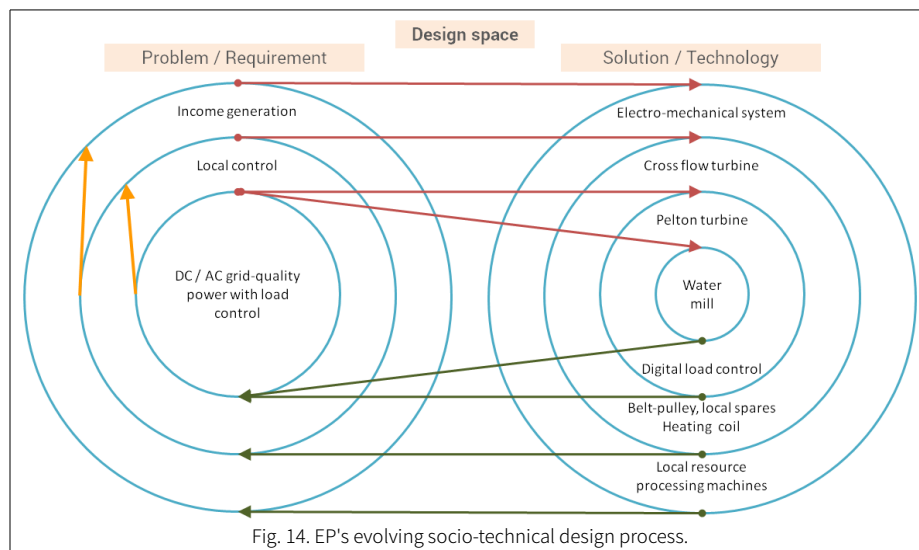 Design space
Problem / Requirement
Solution / Technology
Income generation
Local control
DC / AC grid-quality
power with load
control
Electro-mechanical system
Cross flow turbine
Pelton turbine
Water
mill
Digital load control
Belt-pulley, local spares
Heating coil
Local resource
processing machines
Fig. 14. EP's evolving socio-technical design process.